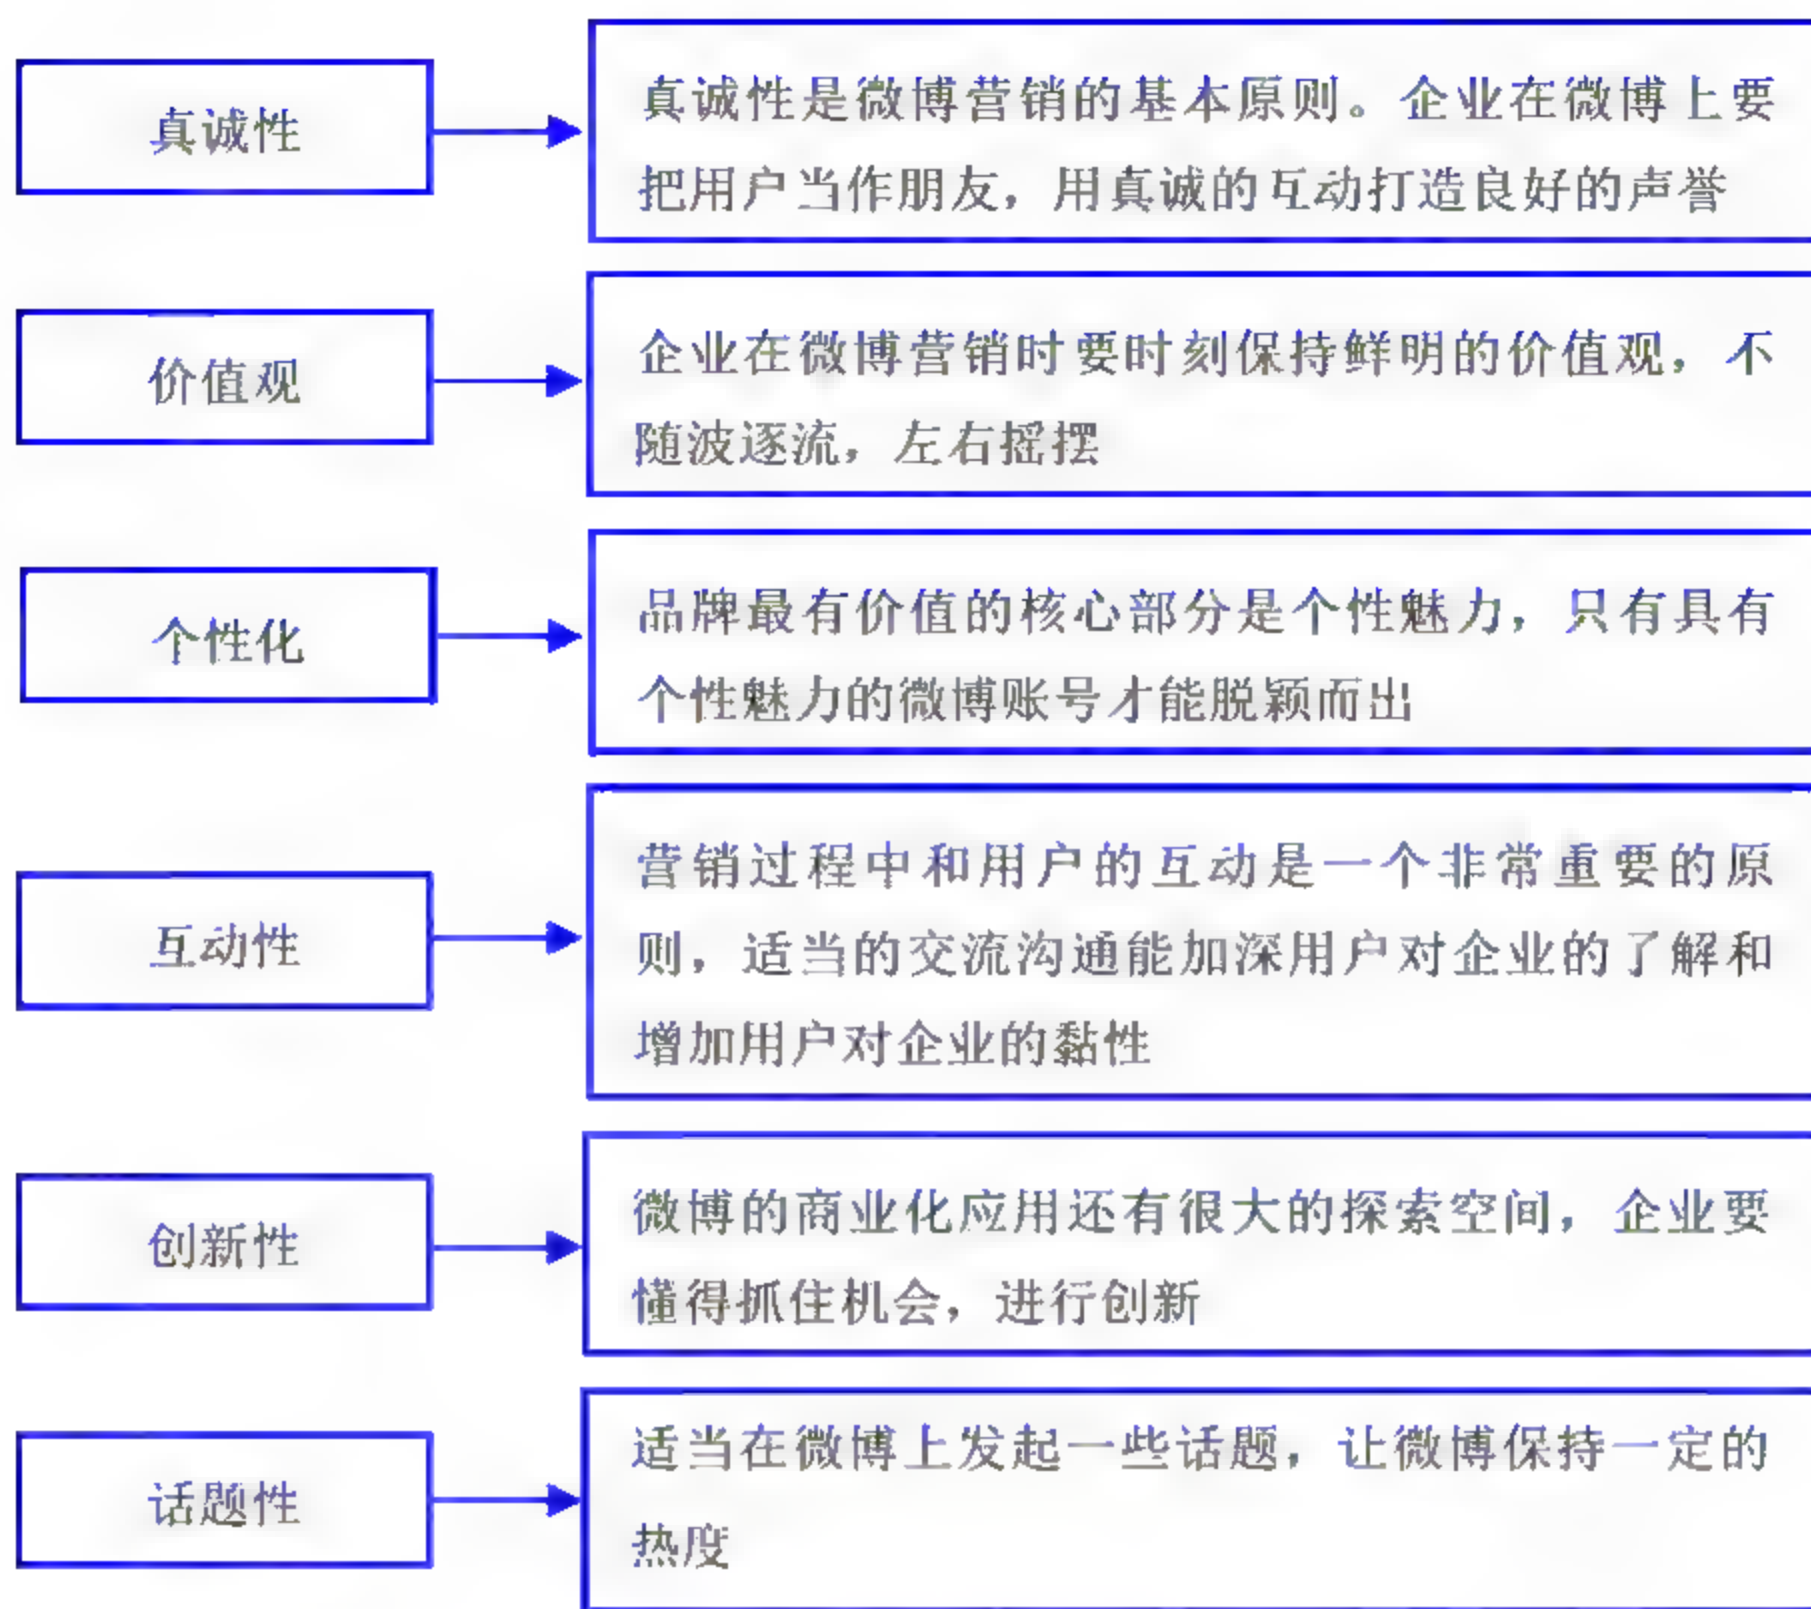 真诚性
真诚性是微博营销的基本原则。企业在微博上要
把用户当作朋友，用真诚的互动打造良好的声誉
价值观
企业在微博营销时要时刻保持鲜明的价值观，不
随波逐流，左右摇摆
个性化
品牌最有价值的核心部分是个性魅力，只有具有
个性魅力的微博账号才能脱颖而出
互动性
营销过程中和用户的互动是一个非常重要的原
则，适当的交流沟通能加深用户对企业的了解和
增加用户对企业的黏性
创新性
微博的商业化应用还有很大的探索空间，企业要
懂得抓住机会，进行创新
话题性
适当在微博上发起一些话题，让微博保持一定的
热度